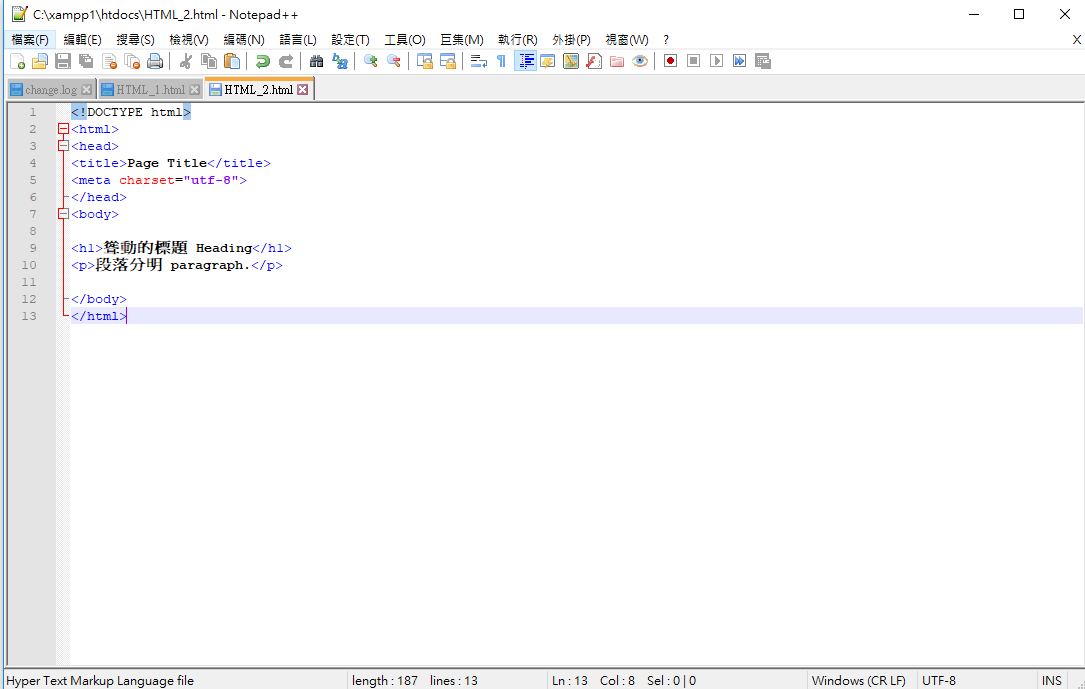 C:\xampp1\htdocs\HTML_2.html - Notepad++
檔案(F) 編輯(E) 搜尋(S) 檢視(V) 編碼(N) 語言(L) 設定(T) 工具(O) 巨集(M) 執行(R) 外掛(P) 視窗(W) ? X
change.log HTML_1.html HTML_2.html
1 <!DOCTYPE html>
2 <html>
3 <head>
4 <title>Page Title</title>
5 <meta charset="utf-8">
6 </head>
7 <body>
8
9 <h1>聳動的標題 Heading</h1>
10 <p>段落分明 paragraph.</p>
11
12 </body>
13 </html>
Hyper Text Markup Language file length : 187 lines : 13 Ln : 13 Col : 8 Sel : 0 | 0 Windows (CR LF) UTF-8 INS